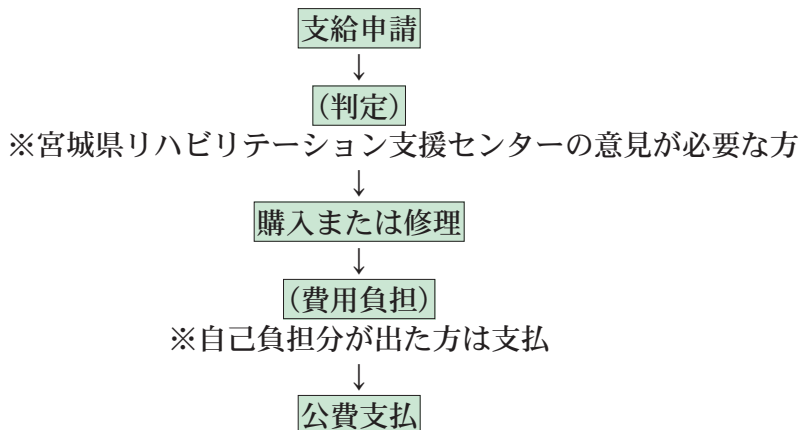 支給申請
↓
（判定）
※宮城県リハビリテーション支援センターの意見が必要な方
↓
購入または修理
↓
（費用負担）
※自己負担分が出た方は支払
↓
公費支払